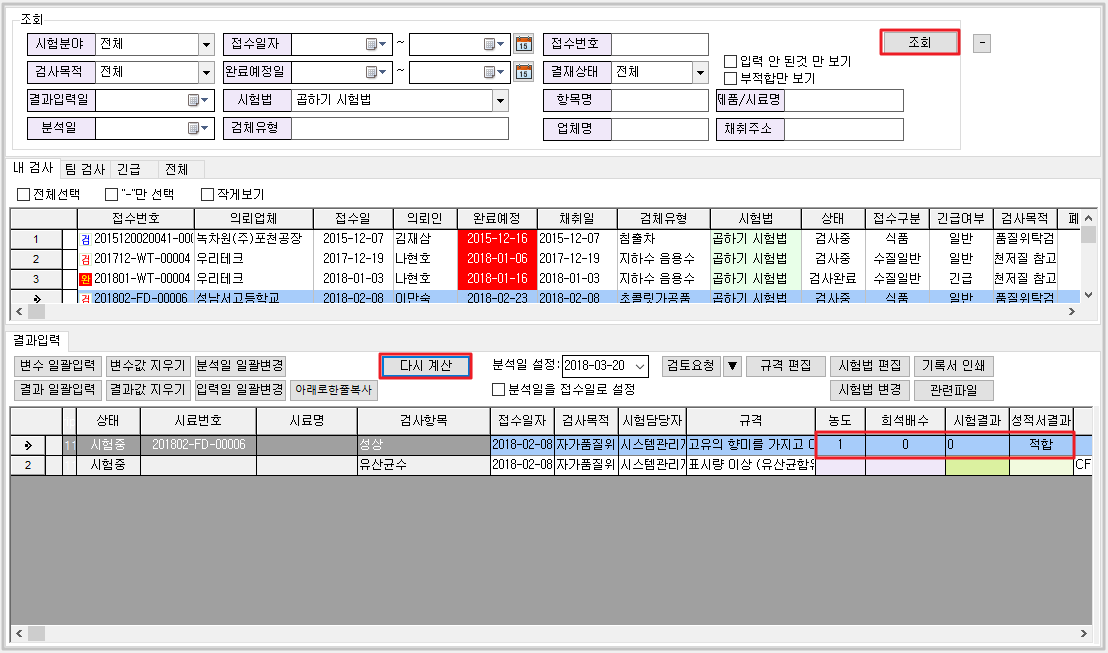 조회
시험분야 전체 접수일자 ~ 15 접수번호 조회 -
검사목적 전체 완료예정일 ~ 15 결재상태 전체 입력 안 된것 만 보기
부적합만 보기
결과입력일 시험법 곱하기 시험법 항목명 제품/시료명
분석일 검체유형 업체명 채취주소
내 검사 팀 검사 긴급 전체
전체선택 "-"만 선택 작게보기
접수번호 의뢰업체 접수일 의뢰인 완료예정 채취일 검체유형 시험법 상태 접수구분 긴급여부 검사목적 폐
1 검 2015120020041-000 녹차원(주)포천공장 2015-12-07 김재삼 2015-12-16 2015-12-07 침출차 곱하기 시험법 검사중 식품 일반 품질위탁검
2 검 201712-WT-00004 우리테크 2017-12-19 나현호 2018-01-06 2017-12-19 지하수 음용수 곱하기 시험법 검사중 수질일반 일반 천저질 참고
3 완 201801-WT-00004 우리테크 2018-01-03 나현호 2018-01-16 2018-01-03 지하수 음용수 곱하기 시험법 검사완료 수질일반 긴급 천저질 참고
검 201802-FD-00006 성남서고등학교 2018-02-08 이만숙 2018-02-23 2018-02-08 초콜릿가공품 곱하기 시험법 검사중 식품 일반 품질위탁검
결과입력
변수 일괄입력 변수값 지우기 분석일 일괄변경 다시 계산 분석일 설정: 2018-03-20 검토요청 ▼ 규격 편집 시험법 편집 기록서 인쇄
결과 일괄입력 결과값 지우기 입력일 일괄변경 아래로한줄복사 분석일을 접수일로 설정 시험법 변경 관련파일
상태 시료번호 시료명 검사항목 접수일자 검사목적 시험담당자 규격 농도 희석배수 시험결과 성적서결과
1 시험중 201802-FD-00006 성상 2018-02-08 자가품질위 시스템관리자 고유의 향미를 가지고 1 0 0 적합
2 시험중 유산균수 2018-02-08 자가품질위 시스템관리자 표시량 이상 (유산균함유 CF